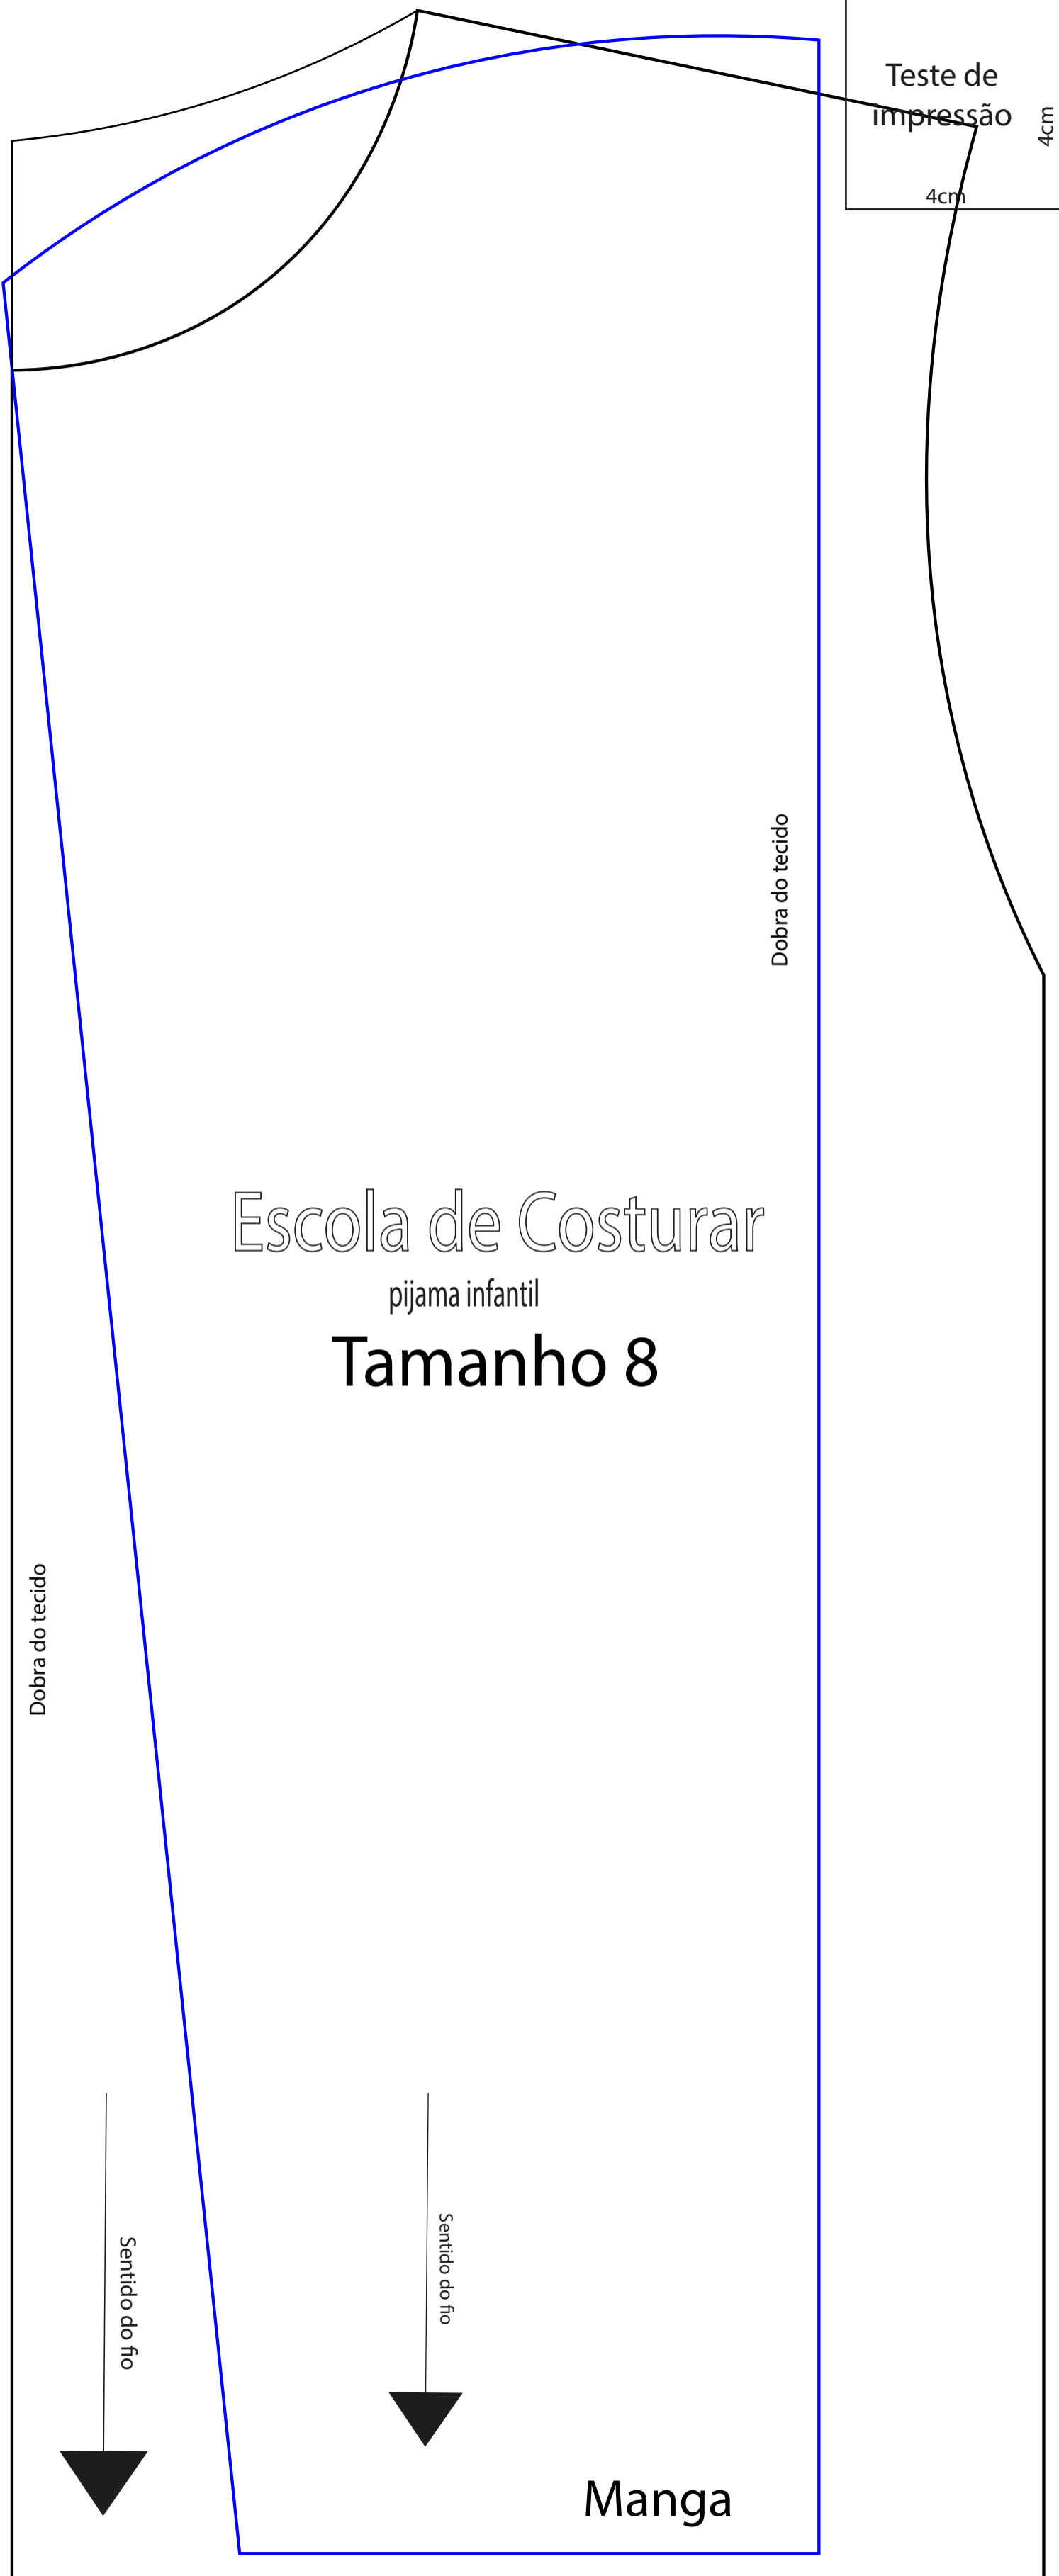 Teste de
impressão
4cm
4cm
Dobra do tecido
Escola de Costurar
pijama infantil
Tamanho 8
Dobra do tecido
Sentido do fio
Sentido do fio
Manga